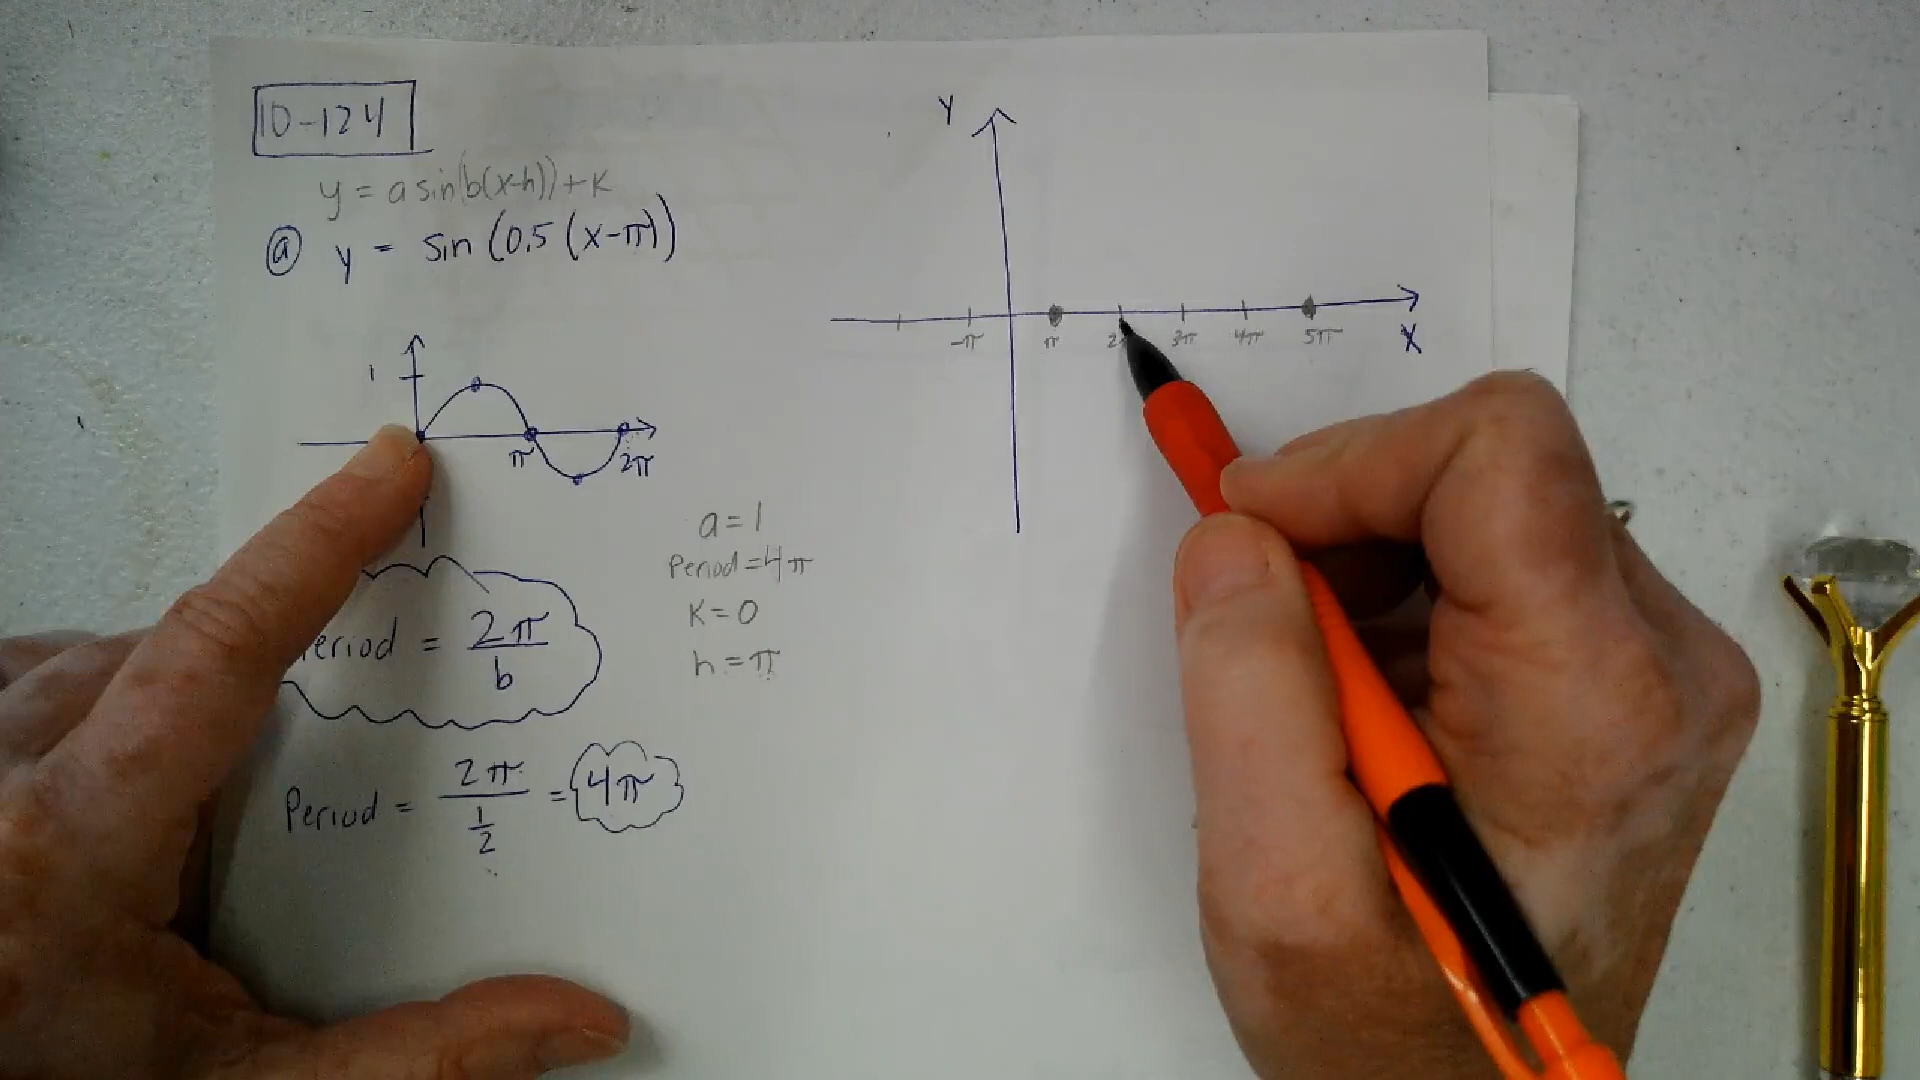 10-124
y = a sin(b(x-h))+K
ⓐ y = sin (0.5 (x-π))
1
π 2π
a = 1
Period = 4π
K = 0
h = π
eriod = 2π
b
Period = 2π = 4π
1
2
Y
-π π 3π 4π 5π
X